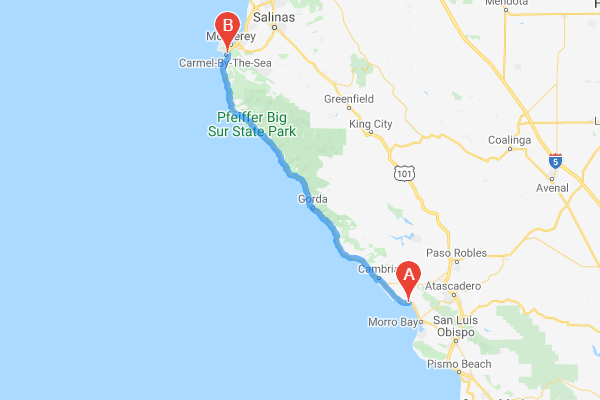 Mendota
Salinas
B
Monterey
Carmel-By-The-Sea
Greenfield
Pfeiffer Big
Sur State Park
King City
Coalinga
5
101
Avenal
Gorda
Paso Robles
Cambria
A
Atascadero
Morro Bay
San Luis
Obispo
Pismo Beach